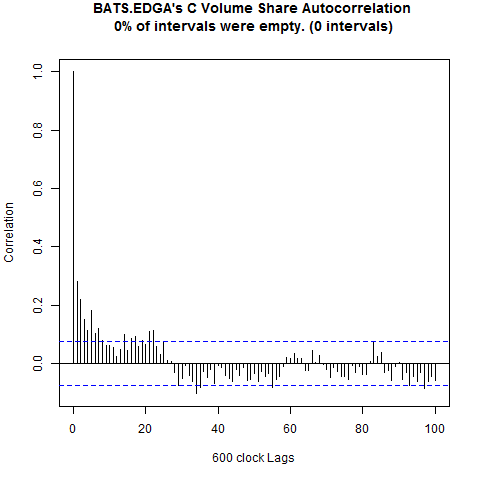 BATS.EDGA's C Volume Share Autocorrelation
0% of intervals were empty. (0 intervals)
Correlation
1.0
0.8
0.6
0.4
0.2
0.0
0 20 40 60 80 100
600 clock Lags